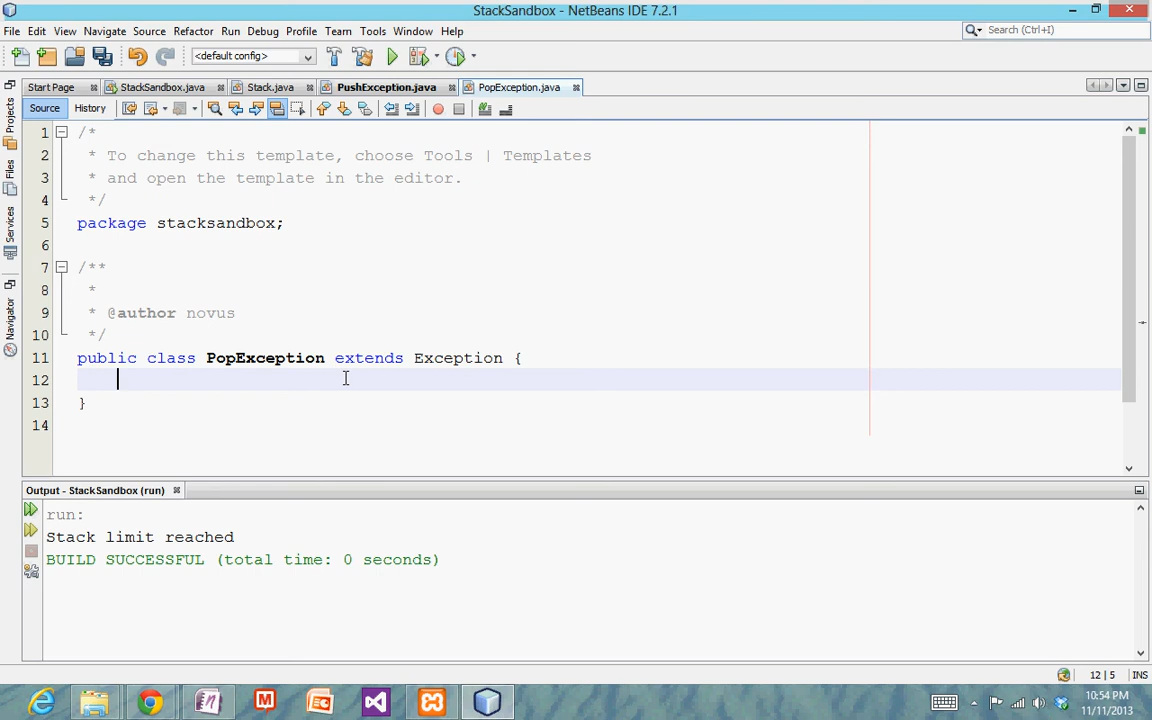 StackSandbox - NetBeans IDE 7.2.1
File Edit View Navigate Source Refactor Run Debug Profile Team Tools Window Help
Search (Ctrl+I)
<default config>
Start Page StackSandbox.java Stack.java PushException.java PopException.java
Source History
Projects
Files
Services
Navigator
1 /*
2 * To change this template, choose Tools | Templates
3 * and open the template in the editor.
4 */
5 package stacksandbox;
6
7 /**
8 *
9 * @author novus
10 */
11 public class PopException extends Exception {
12
13 }
14
Output - StackSandbox (run)
run:
Stack limit reached
BUILD SUCCESSFUL (total time: 0 seconds)
12 | 5 INS
10:54 PM
11/11/2013